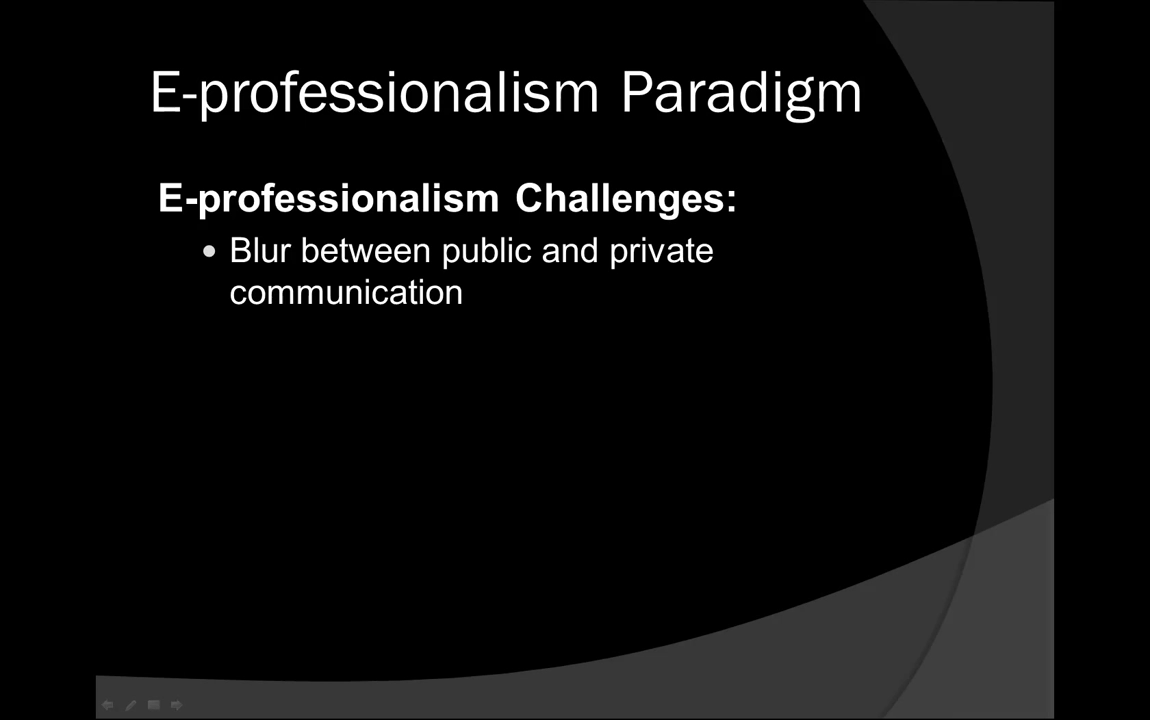 E-professionalism Paradigm
E-professionalism Challenges:
• Blur between public and private
communication